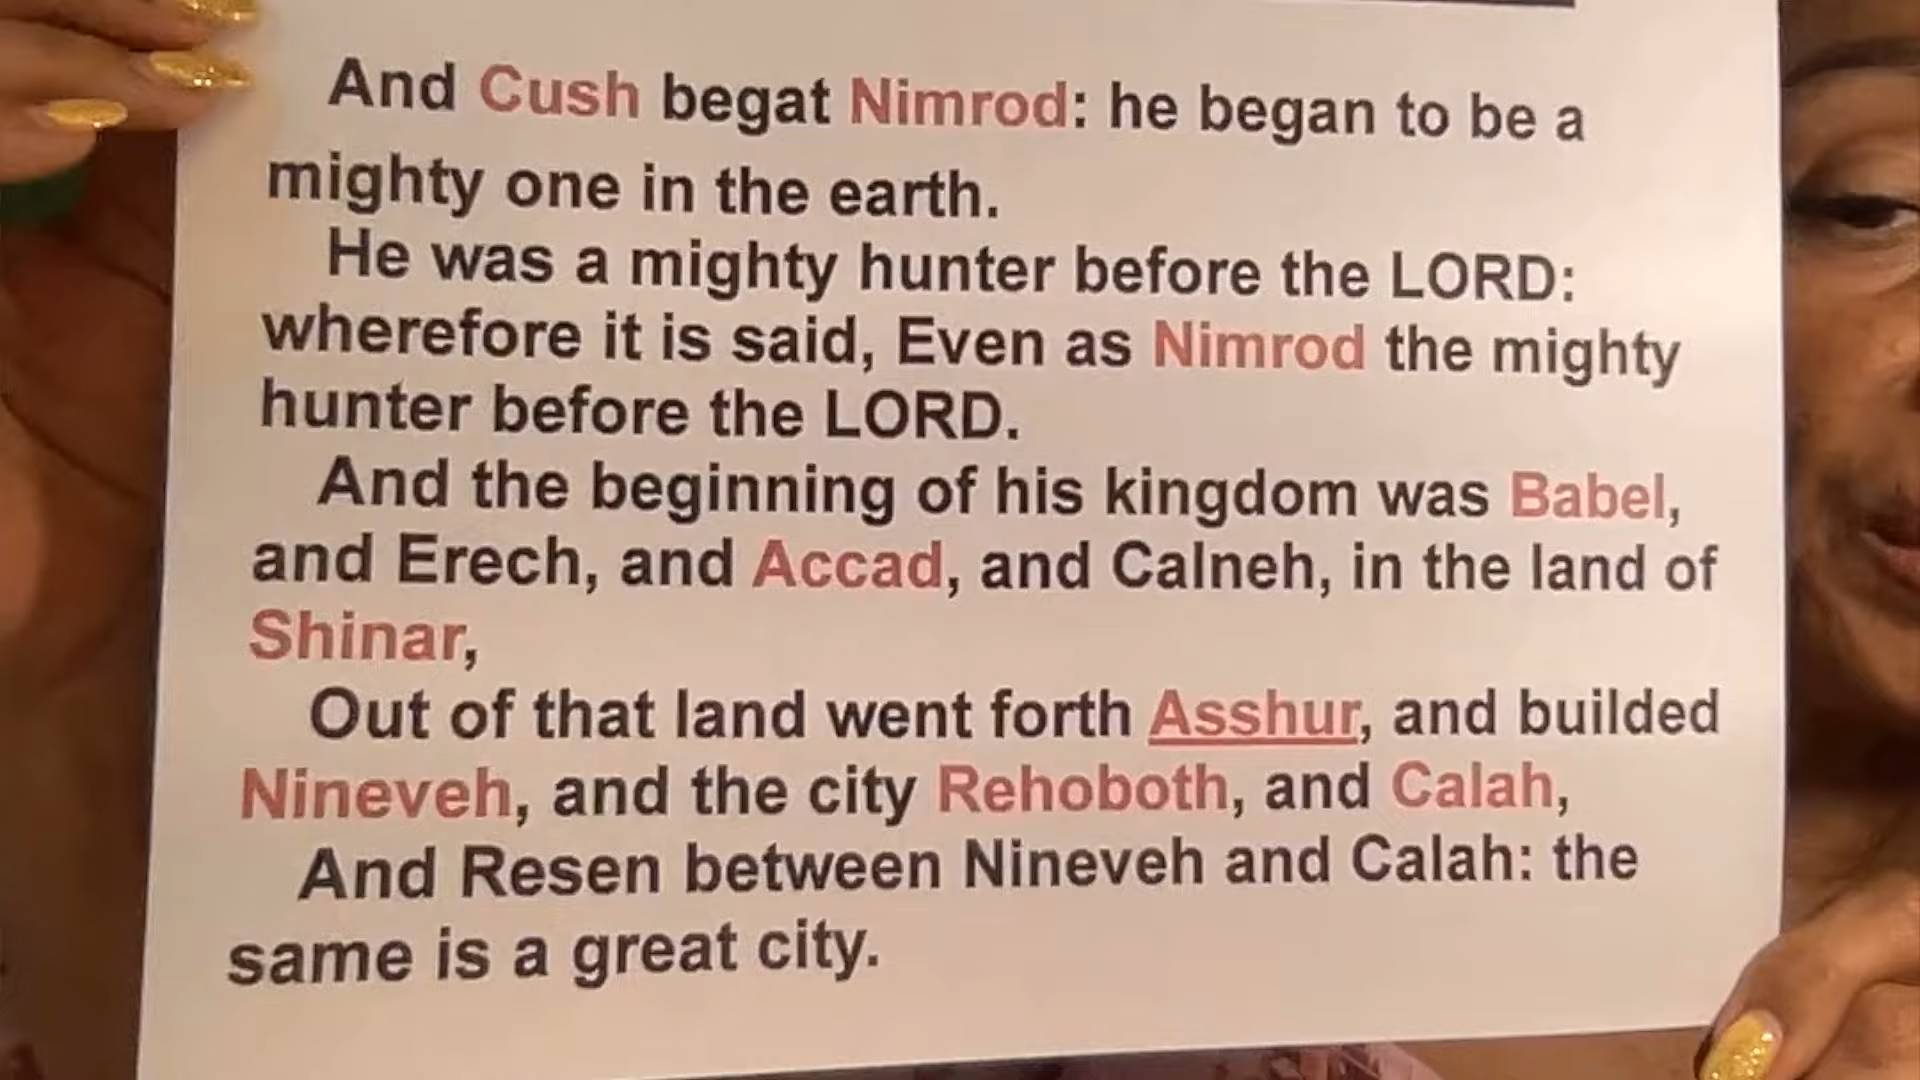 And Cush begat Nimrod: he began to be a
mighty one in the earth.
He was a mighty hunter before the LORD:
wherefore it is said, Even as Nimrod the mighty
hunter before the LORD.
And the beginning of his kingdom was Babel,
and Erech, and Accad, and Calneh, in the land of
Shinar,
Out of that land went forth Asshur, and builded
Nineveh, and the city Rehoboth, and Calah,
And Resen between Nineveh and Calah: the
same is a great city.